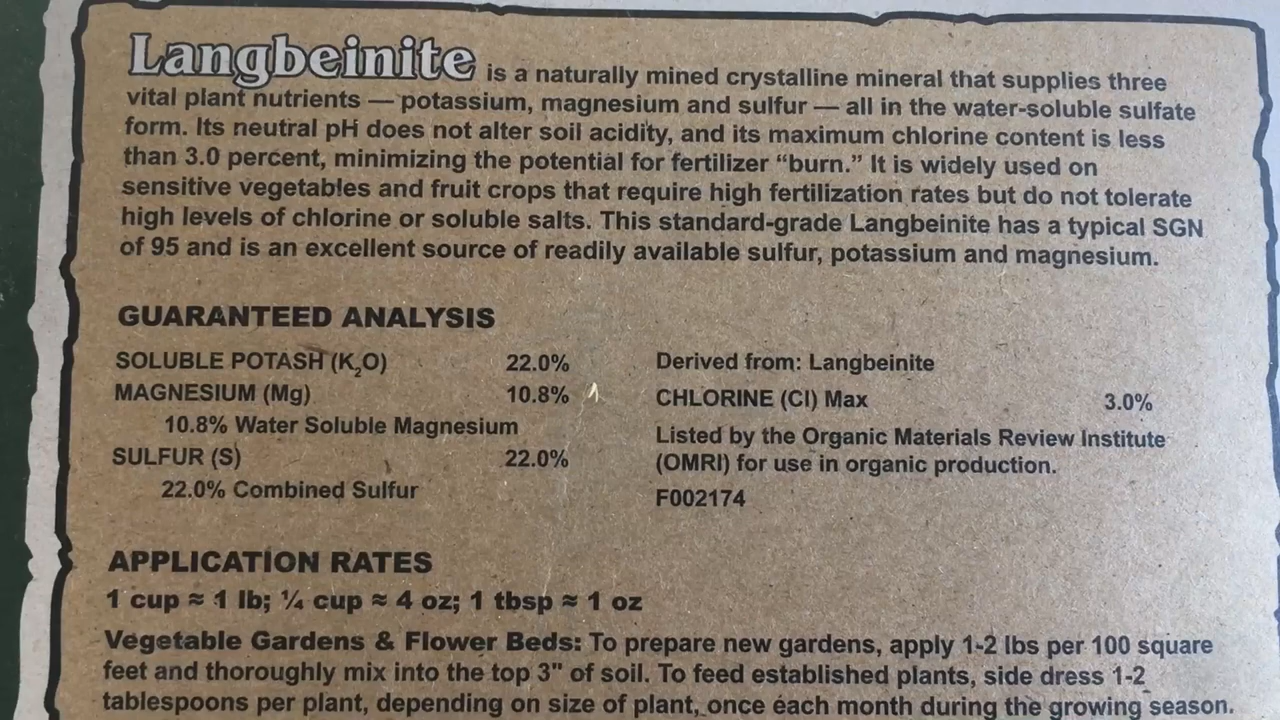 Langbeinite is a naturally mined crystalline mineral that supplies three
vital plant nutrients — potassium, magnesium and sulfur — all in the water-soluble sulfate
form. Its neutral pH does not alter soil acidity, and its maximum chlorine content is less
than 3.0 percent, minimizing the potential for fertilizer “burn.” It is widely used on
sensitive vegetables and fruit crops that require high fertilization rates but do not tolerate
high levels of chlorine or soluble salts. This standard-grade Langbeinite has a typical SGN
of 95 and is an excellent source of readily available sulfur, potassium and magnesium.
GUARANTEED ANALYSIS
SOLUBLE POTASH (K₂O) 22.0%
MAGNESIUM (Mg) 10.8%
10.8% Water Soluble Magnesium
SULFUR (S) 22.0%
22.0% Combined Sulfur
Derived from: Langbeinite
CHLORINE (Cl) Max 3.0%
Listed by the Organic Materials Review Institute
(OMRI) for use in organic production.
F002174
APPLICATION RATES
1 cup ≈ 1 lb; ¼ cup ≈ 4 oz; 1 tbsp ≈ 1 oz
Vegetable Gardens & Flower Beds: To prepare new gardens, apply 1-2 lbs per 100 square
feet and thoroughly mix into the top 3" of soil. To feed established plants, side dress 1-2
tablespoons per plant, depending on size of plant, once each month during the growing season.